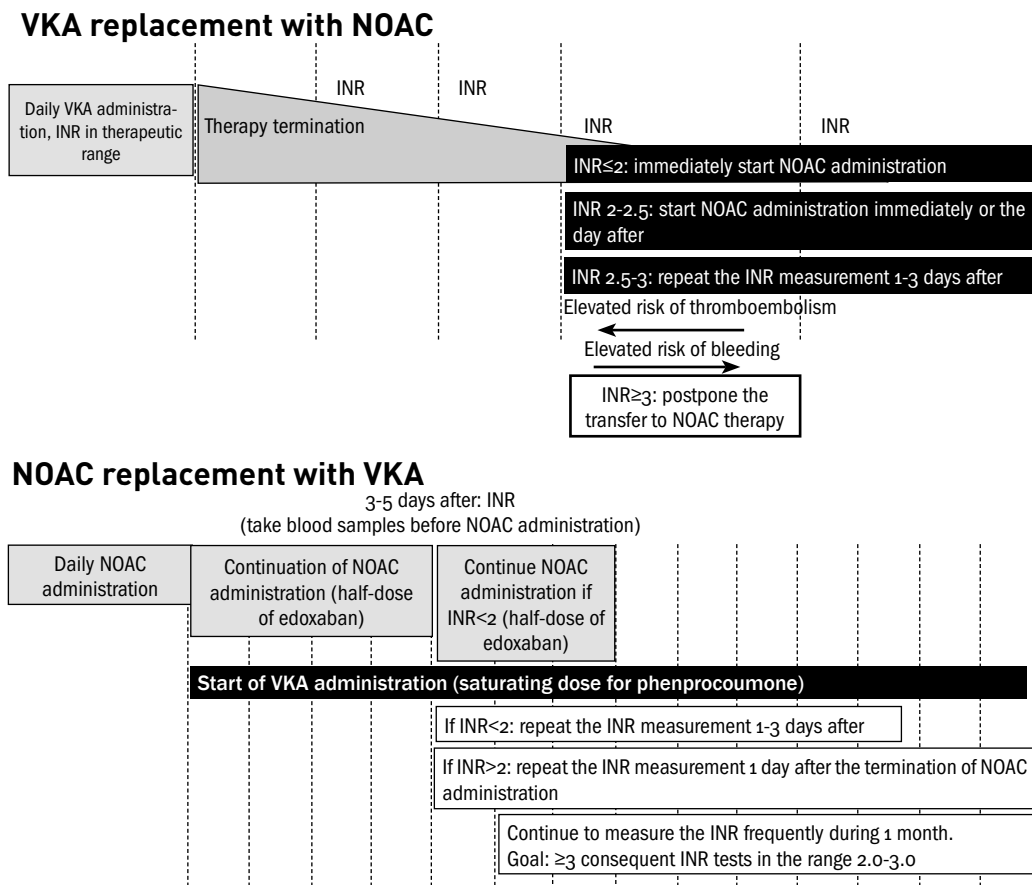 VKA replacement with NOAC
INR
INR
Daily VKA administra-
tion, INR in therapeutic
range
Therapy termination
INR
INR
INR≤2: immediately start NOAC administration
INR 2-2.5: start NOAC administration immediately or the
day after
INR 2.5-3: repeat the INR measurement 1-3 days after
Elevated risk of thromboembolism
Elevated risk of bleeding
INR≥3: postpone the
transfer to NOAC therapy
NOAC replacement with VKA
3-5 days after: INR
(take blood samples before NOAC administration)
Daily NOAC
administration
Continuation of NOAC
administration (half-dose
of edoxaban)
Continue NOAC
administration if
INR<2 (half-dose of
edoxaban)
Start of VKA administration (saturating dose for phenprocoumone)
If INR<2: repeat the INR measurement 1-3 days after
If INR>2: repeat the INR measurement 1 day after the termination of NOAC
administration
Continue to measure the INR frequently during 1 month.
Goal: ≥3 consequent INR tests in the range 2.0-3.0